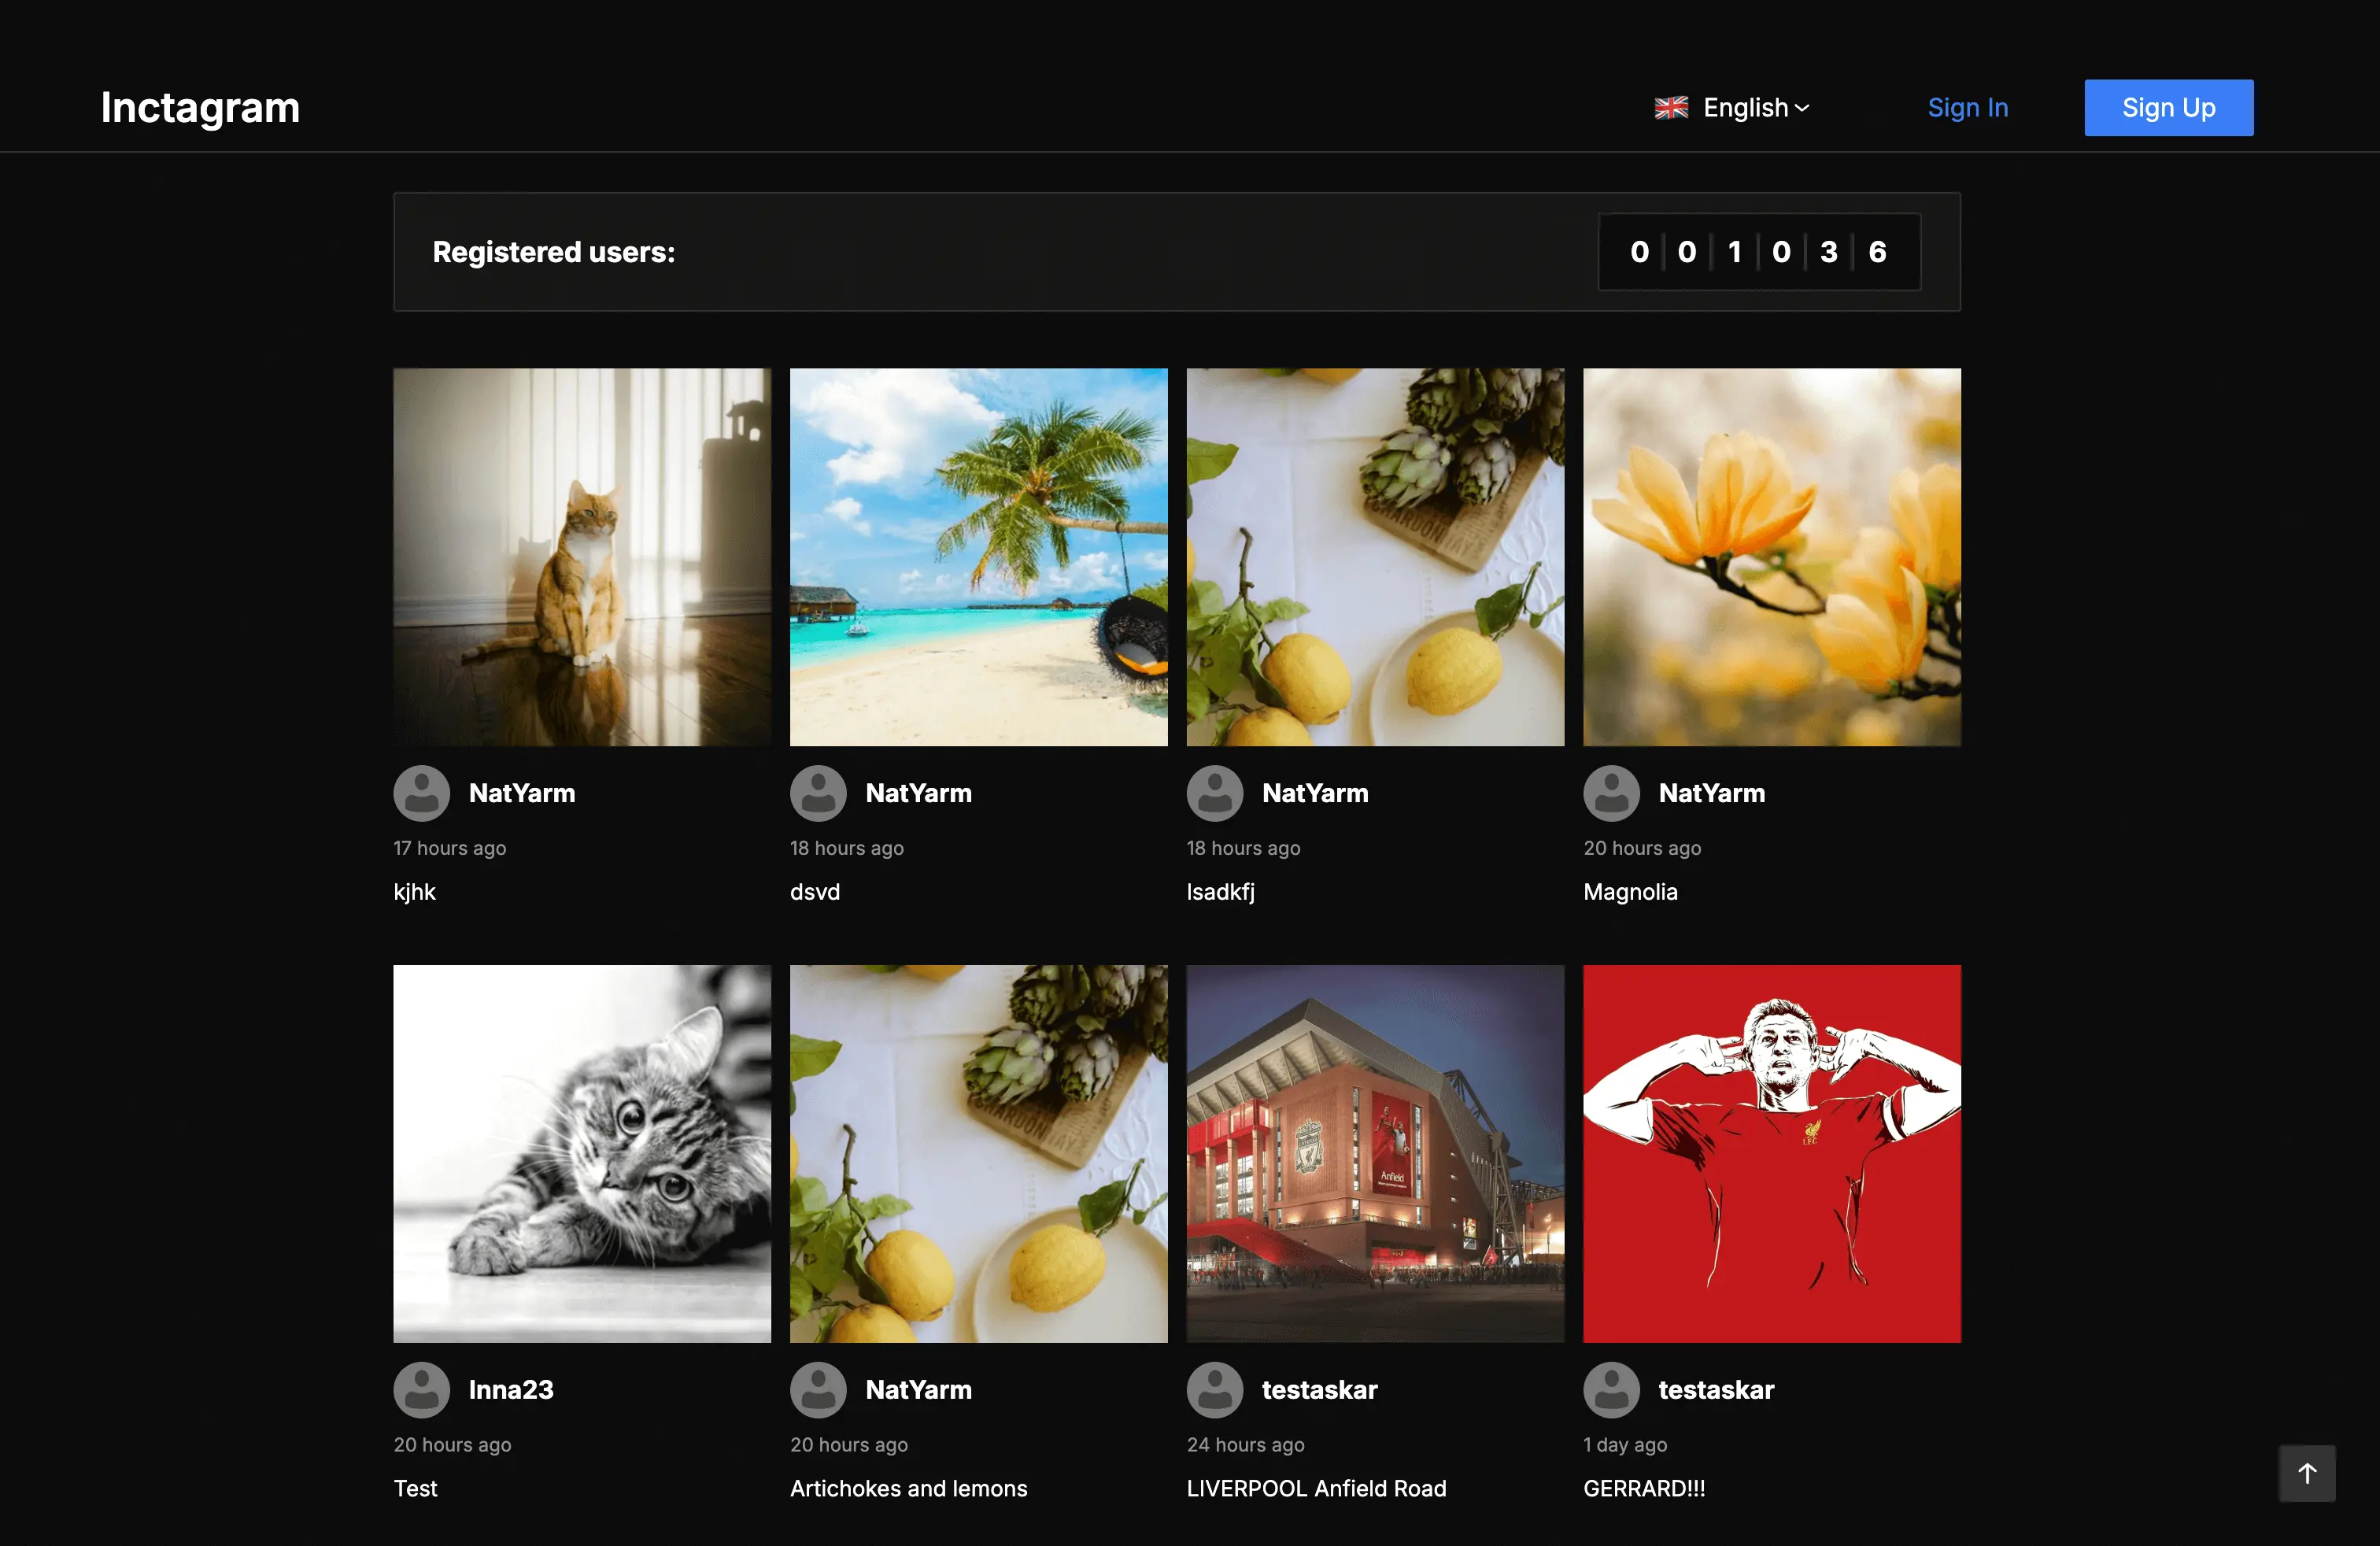 Inctagram
English
Sign In
Sign Up
Registered users:
0 0 1 0 3 6
CHARDONNAY
NatYarm
NatYarm
NatYarm
NatYarm
17 hours ago
18 hours ago
18 hours ago
20 hours ago
kjhk
dsvd
lsadkfj
Magnolia
CHARDONNAY
Anfield
L.F.C.
Inna23
NatYarm
testaskar
testaskar
20 hours ago
20 hours ago
24 hours ago
1 day ago
Test
Artichokes and lemons
LIVERPOOL Anfield Road
GERRARD!!!